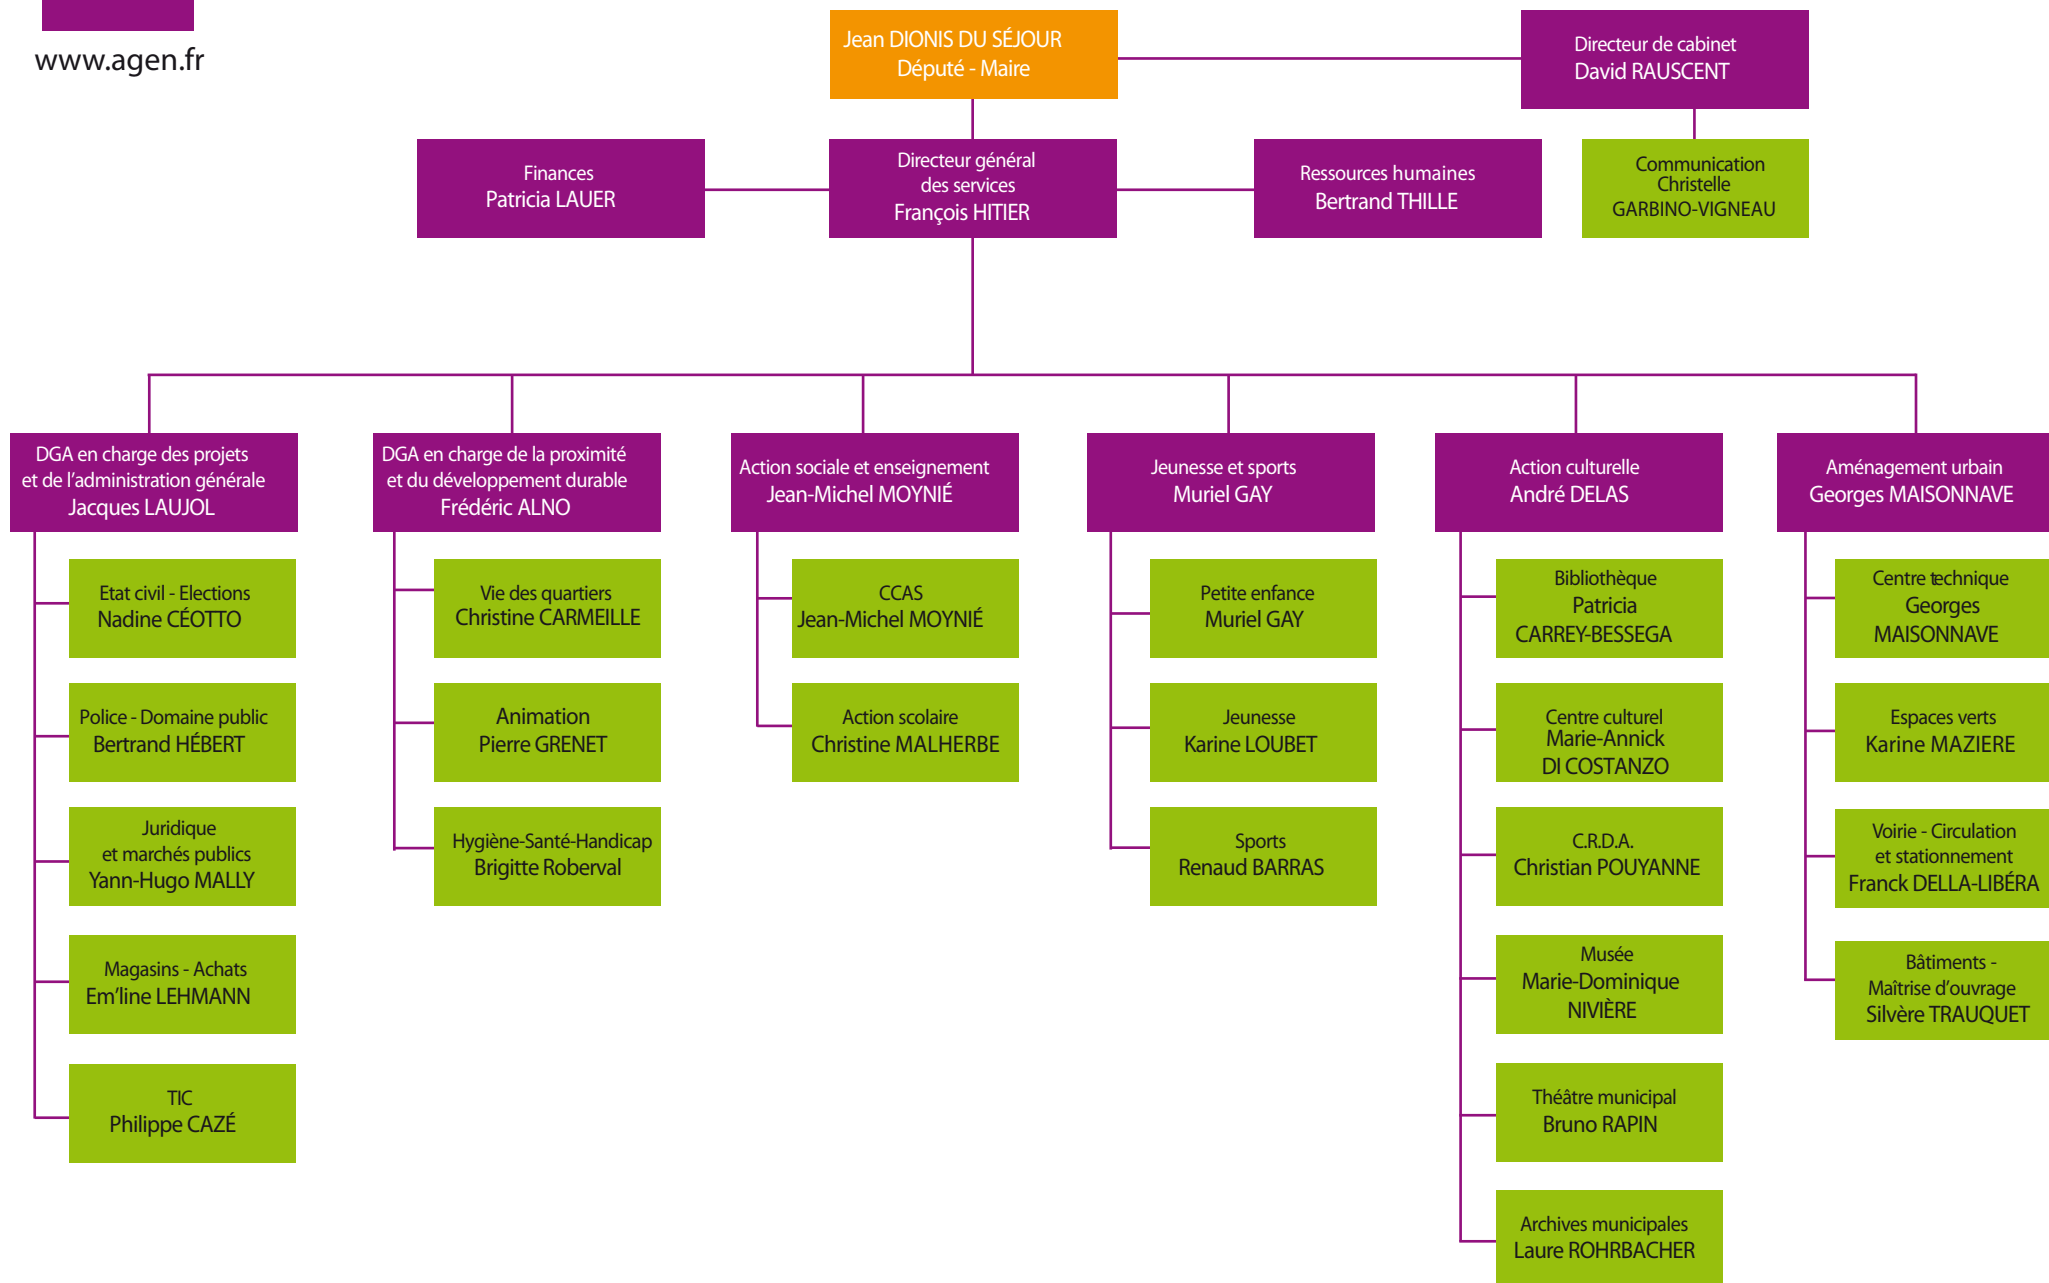 www.agen.fr
Jean DIONIS DU SÉJOUR
Député - Maire
Directeur de cabinet
David RAUSCENT
Finances
Patricia LAUER
Directeur général
des services
François HITIER
Ressources humaines
Bertrand THILLE
Communication
Christelle
GARBINO-VIGNEAU
DGA en charge des projets
et de l'administration générale
Jacques LAUJOL
DGA en charge de la proximité
et du développement durable
Frédéric ALNO
Action sociale et enseignement
Jean-Michel MOYNIÉ
Jeunesse et sports
Muriel GAY
Action culturelle
André DELAS
Aménagement urbain
Georges MAISONNAVE
Etat civil - Elections
Nadine CÉOTTO
Police - Domaine public
Bertrand HÉBERT
Juridique
et marchés publics
Yann-Hugo MALLY
Magasins - Achats
Em'line LEHMANN
TIC
Philippe CAZÉ
Vie des quartiers
Christine CARMEILLE
Animation
Pierre GRENET
Hygiène-Santé-Handicap
Brigitte Roberval
CCAS
Jean-Michel MOYNIÉ
Action scolaire
Christine MALHERBE
Petite enfance
Muriel GAY
Jeunesse
Karine LOUBET
Sports
Renaud BARRAS
Bibliothèque
Patricia
CARREY-BESSEGA
Centre culturel
Marie-Annick
DI COSTANZO
C.R.D.A.
Christian POUYANNE
Musée
Marie-Dominique
NIVIÈRE
Théâtre municipal
Bruno RAPIN
Archives municipales
Laure ROHRBACHER
Centre technique
Georges
MAISONNAVE
Espaces verts
Karine MAZIERE
Voirie - Circulation
et stationnement
Franck DELLA-LIBÉRA
Bâtiments -
Maîtrise d'ouvrage
Silvère TRAUQUET